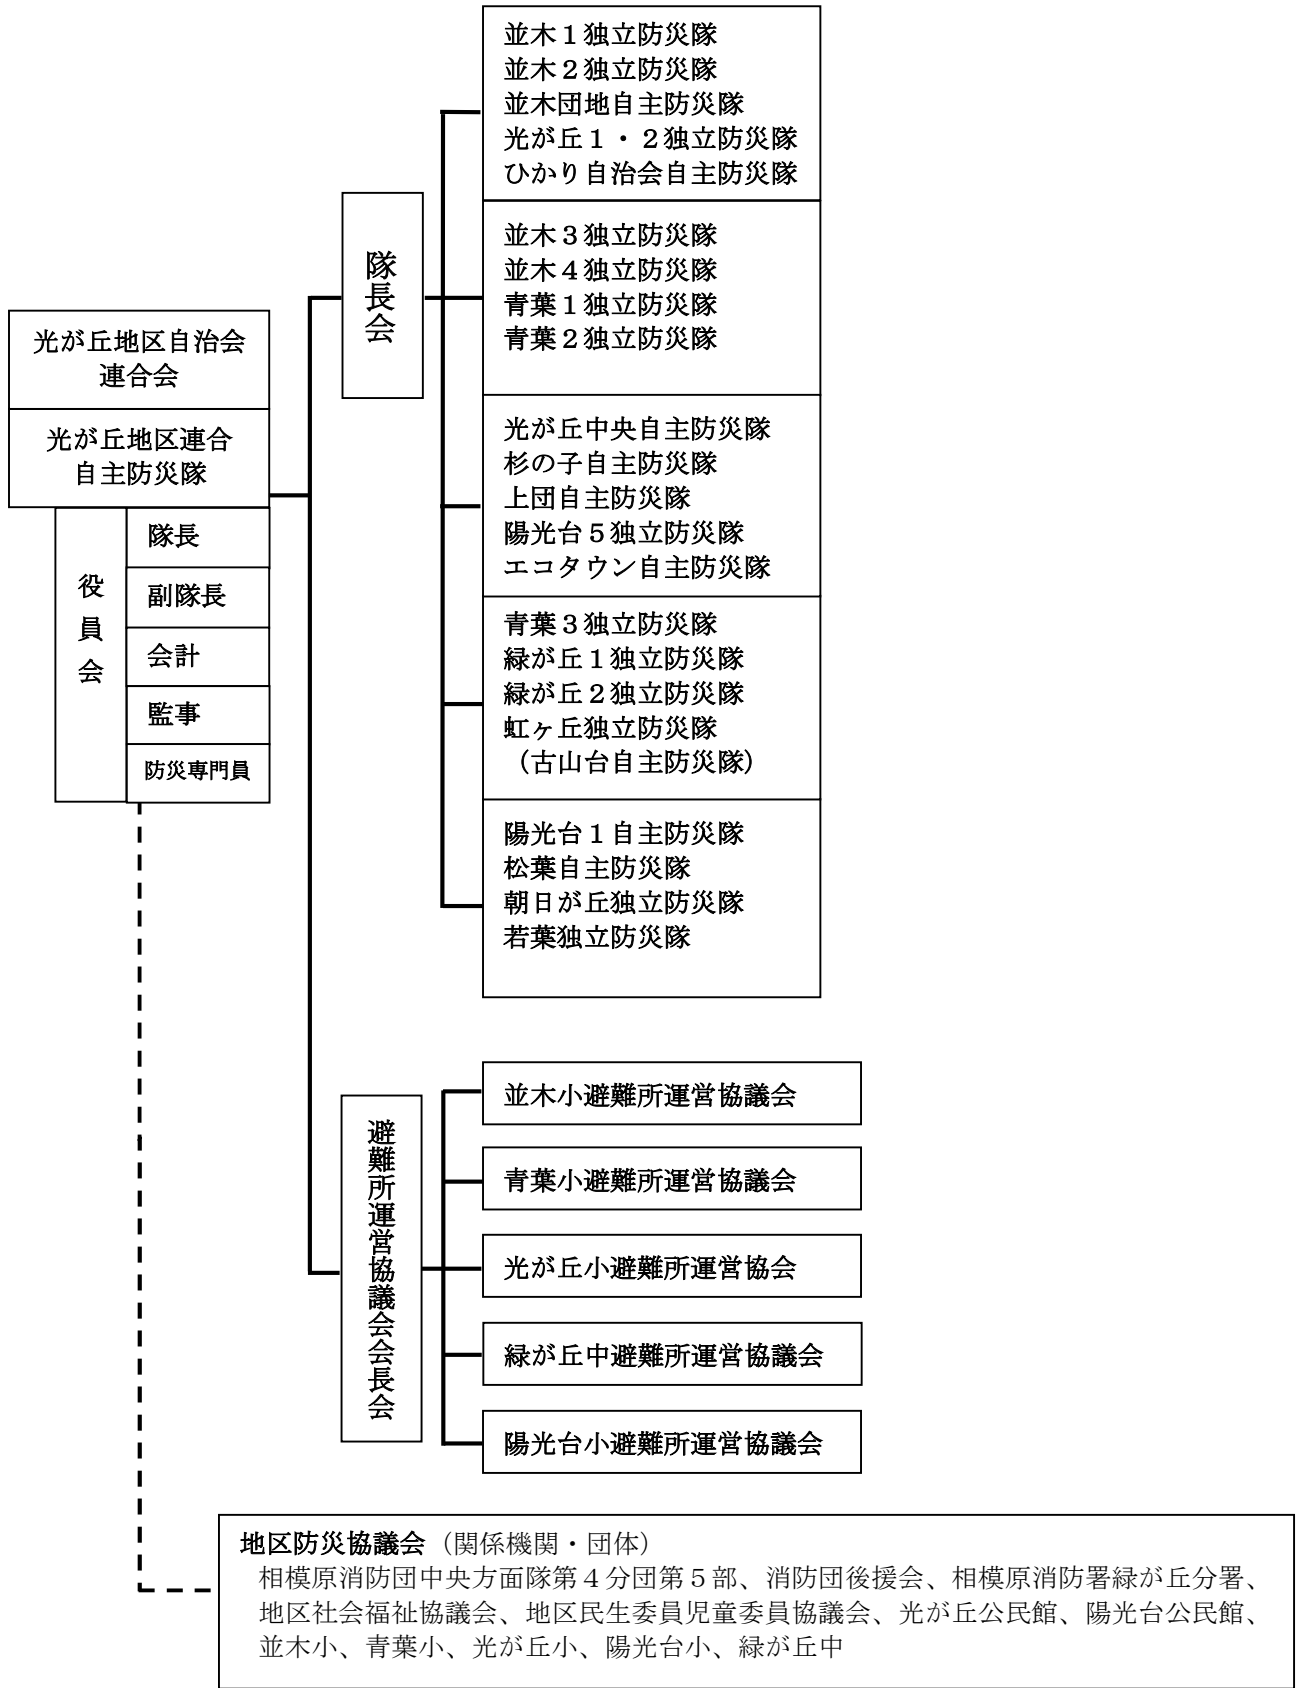 光が丘地区自治会
連合会
光が丘地区連合
自主防災隊
役員会
隊長
副隊長
会計
監事
防災専門員
隊長会
並木１独立防災隊
並木２独立防災隊
並木団地自主防災隊
光が丘１・２独立防災隊
ひかり自治会自主防災隊
並木３独立防災隊
並木４独立防災隊
青葉１独立防災隊
青葉２独立防災隊
光が丘中央自主防災隊
杉の子自主防災隊
上団自主防災隊
陽光台５独立防災隊
エコタウン自主防災隊
青葉３独立防災隊
緑が丘１独立防災隊
緑が丘２独立防災隊
虹ヶ丘独立防災隊
（古山台自主防災隊）
陽光台１自主防災隊
松葉自主防災隊
朝日が丘独立防災隊
若葉独立防災隊
避難所運営協議会会長会
並木小避難所運営協議会
青葉小避難所運営協議会
光が丘小避難所運営協会
緑が丘中避難所運営協議会
陽光台小避難所運営協議会
地区防災協議会（関係機関・団体）
相模原消防団中央方面隊第４分団第５部、消防団後援会、相模原消防署緑が丘分署、
地区社会福祉協議会、地区民生委員児童委員協議会、光が丘公民館、陽光台公民館、
並木小、青葉小、光が丘小、陽光台小、緑が丘中